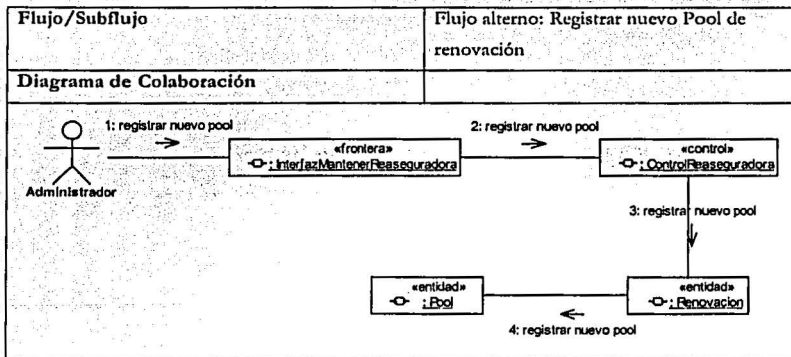 Flujo/Subflujo
Flujo alterno: Registrar nuevo Pool de
renovación
Diagrama de Colaboración
1: registrar nuevo pool
2: registrar nuevo pool
«frontera»
: InterfazMantenerReaseguradora
«control»
: ControlReaseguradora
Administrador
3: registrar nuevo pool
«entidad»
: Pool
«entidad»
: Renovacion
4: registrar nuevo pool